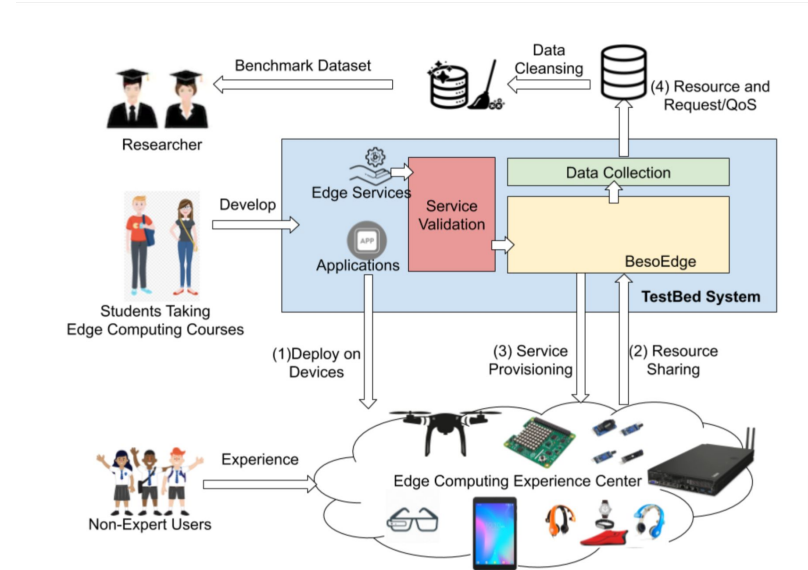 Benchmark Dataset
Data
Cleansing
(4) Resource and
Request/QoS
Researcher
Edge Services
Data Collection
Develop
Service
Validation
APP
Applications
BesoEdge
TestBed System
Students Taking
Edge Computing Courses
(1)Deploy on
Devices
(3) Service
Provisioning
(2) Resource
Sharing
Experience
Edge Computing Experience Center
Non-Expert Users